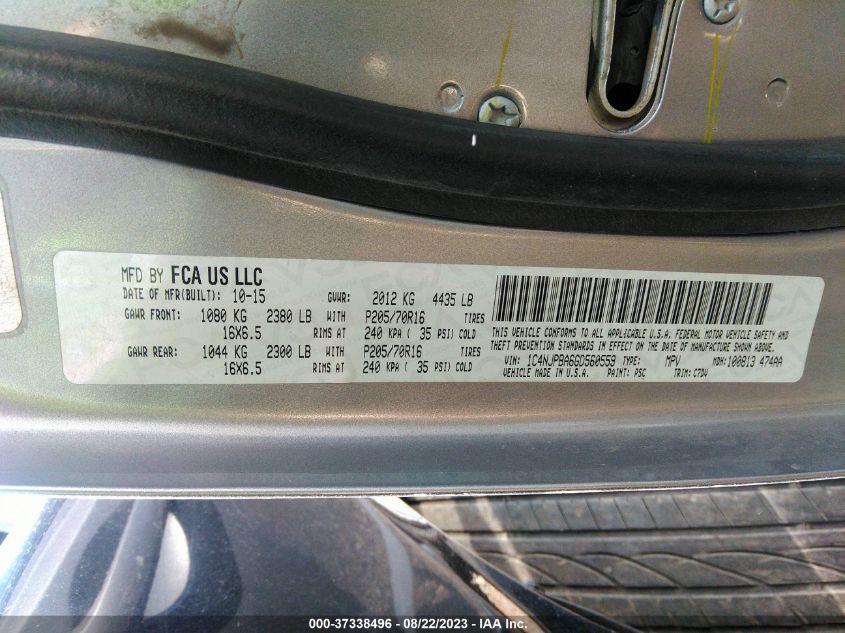 MFD BY FCA US LLC
DATE OF MFR(BUILT): 10-15 GVWR: 2012 KG 4435 LB
GAWR FRONT: 1080 KG 2380 LB WITH P205/70R16 TIRES
16X6.5 RIMS AT 240 KPA ( 35 PSI) COLD
GAWR REAR: 1044 KG 2300 LB WITH P205/70R16 TIRES
16X6.5 RIMS AT 240 KPA ( 35 PSI) COLD
THIS VEHICLE CONFORMS TO ALL APPLICABLE U.S.A. FEDERAL MOTOR VEHICLE SAFETY AND
THEFT PREVENTION STANDARDS IN EFFECT ON THE DATE OF MANUFACTURE SHOWN ABOVE.
VIN: 1C4NJPBA6GD560559 TYPE: MPV MDH:100813 474AA
VEHICLE MADE IN U.S.A. PAINT: PSC TRIM: C7DV
000-37338496 - 08/22/2023 - IAA Inc.